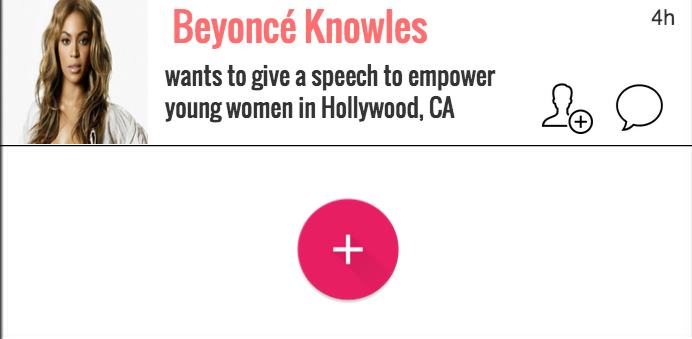 Beyoncé Knowles
4h
wants to give a speech to empower
young women in Hollywood, CA